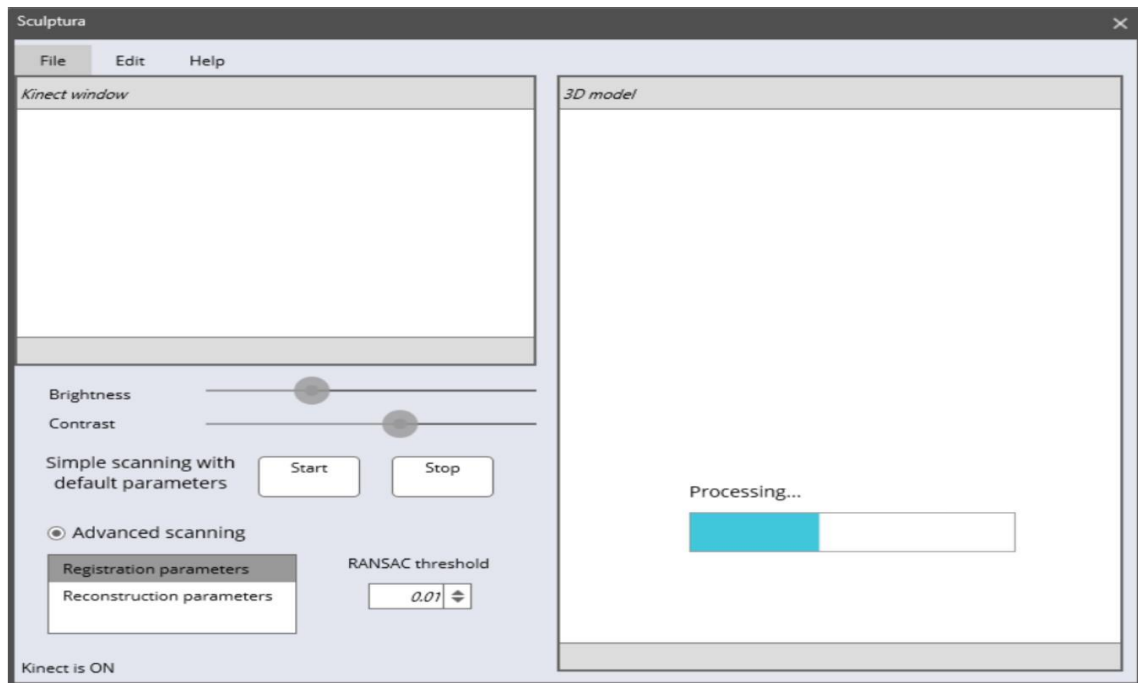 Sculptura
File Edit Help
Kinect window
3D model
Brightness
Contrast
Simple scanning with
default parameters
Start
Stop
Processing...
Advanced scanning
Registration parameters
Reconstruction parameters
RANSAC threshold
0.01
Kinect is ON